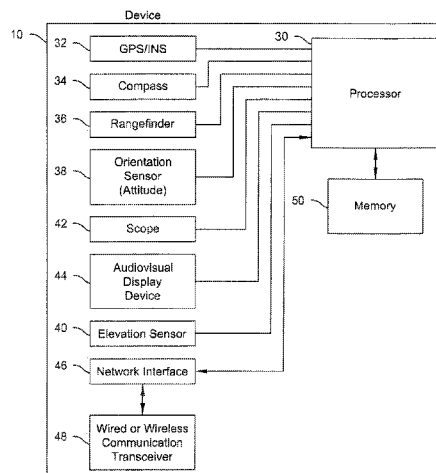 Device
10
30
32
GPS/INS
34
Compass
Processor
36
Rangefinder
38
Orientation
Sensor
(Attitude)
50
Memory
42
Scope
44
Audiovisual
Display
Device
40
Elevation Sensor
46
Network Interface
48
Wired or Wireless
Communication
Transceiver